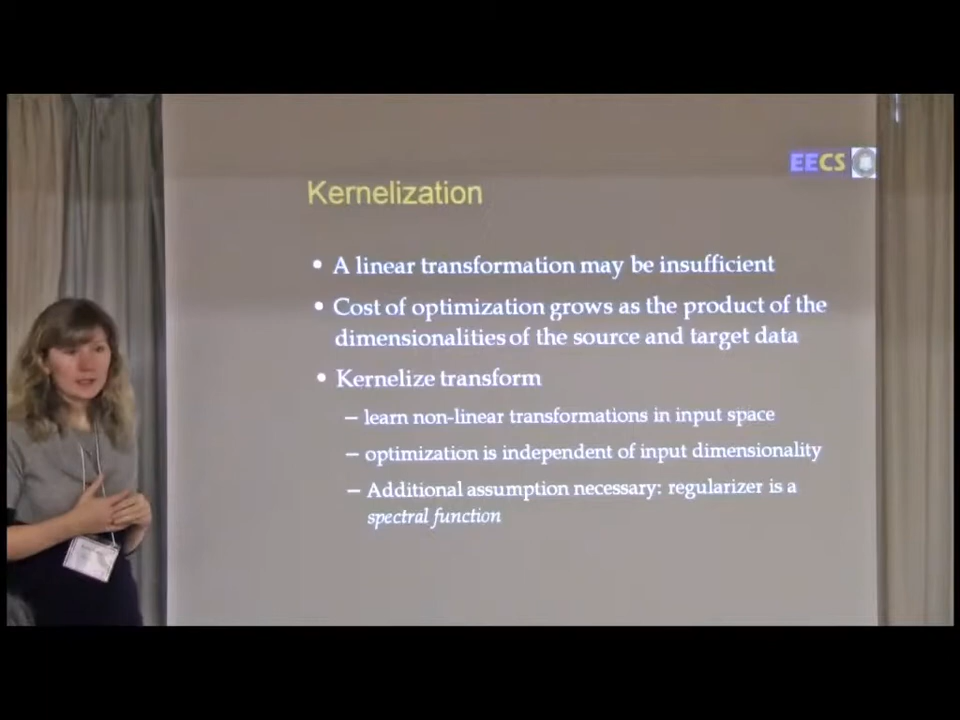 EECS
Kernelization
• A linear transformation may be insufficient
• Cost of optimization grows as the product of the
dimensionalities of the source and target data
• Kernelize transform
– learn non-linear transformations in input space
– optimization is independent of input dimensionality
– Additional assumption necessary: regularizer is a
spectral function